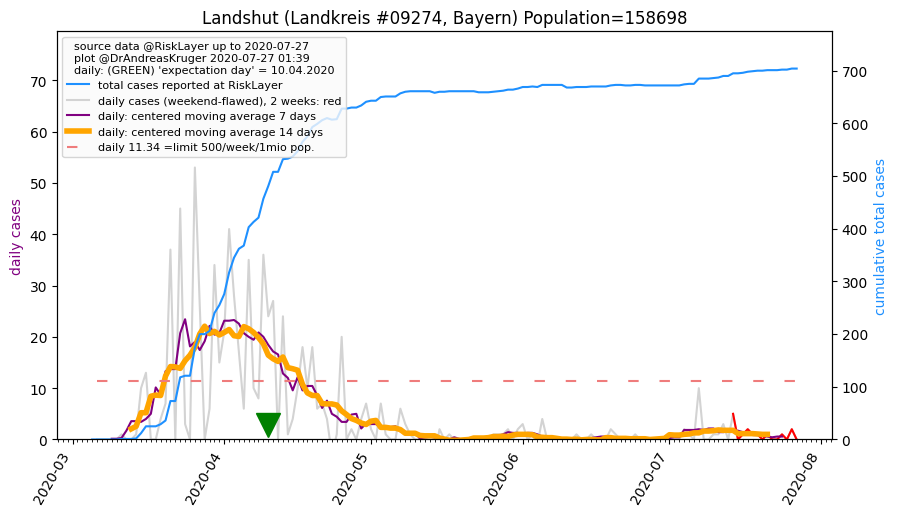 Landshut (Landkreis #09274, Bayern) Population=158698
source data @RiskLayer up to 2020-07-27
plot @DrAndreasKruger 2020-07-27 01:39
daily: (GREEN) 'expectation day' = 10.04.2020
total cases reported at RiskLayer
daily cases (weekend-flawed), 2 weeks: red
daily: centered moving average 7 days
daily: centered moving average 14 days
daily 11.34 =limit 500/week/1mio pop.
daily cases
70
60
50
40
30
20
10
0
700
600
500
400
300
200
100
0
cumulative total cases
2020-03
2020-04
2020-05
2020-06
2020-07
2020-08